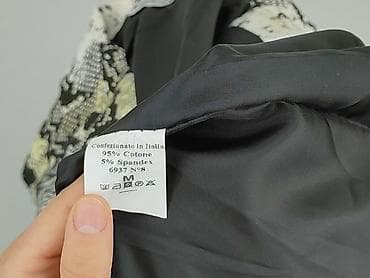 Confezionato in Italia
95% Cotone
5% Spandex
6937 N°8
M